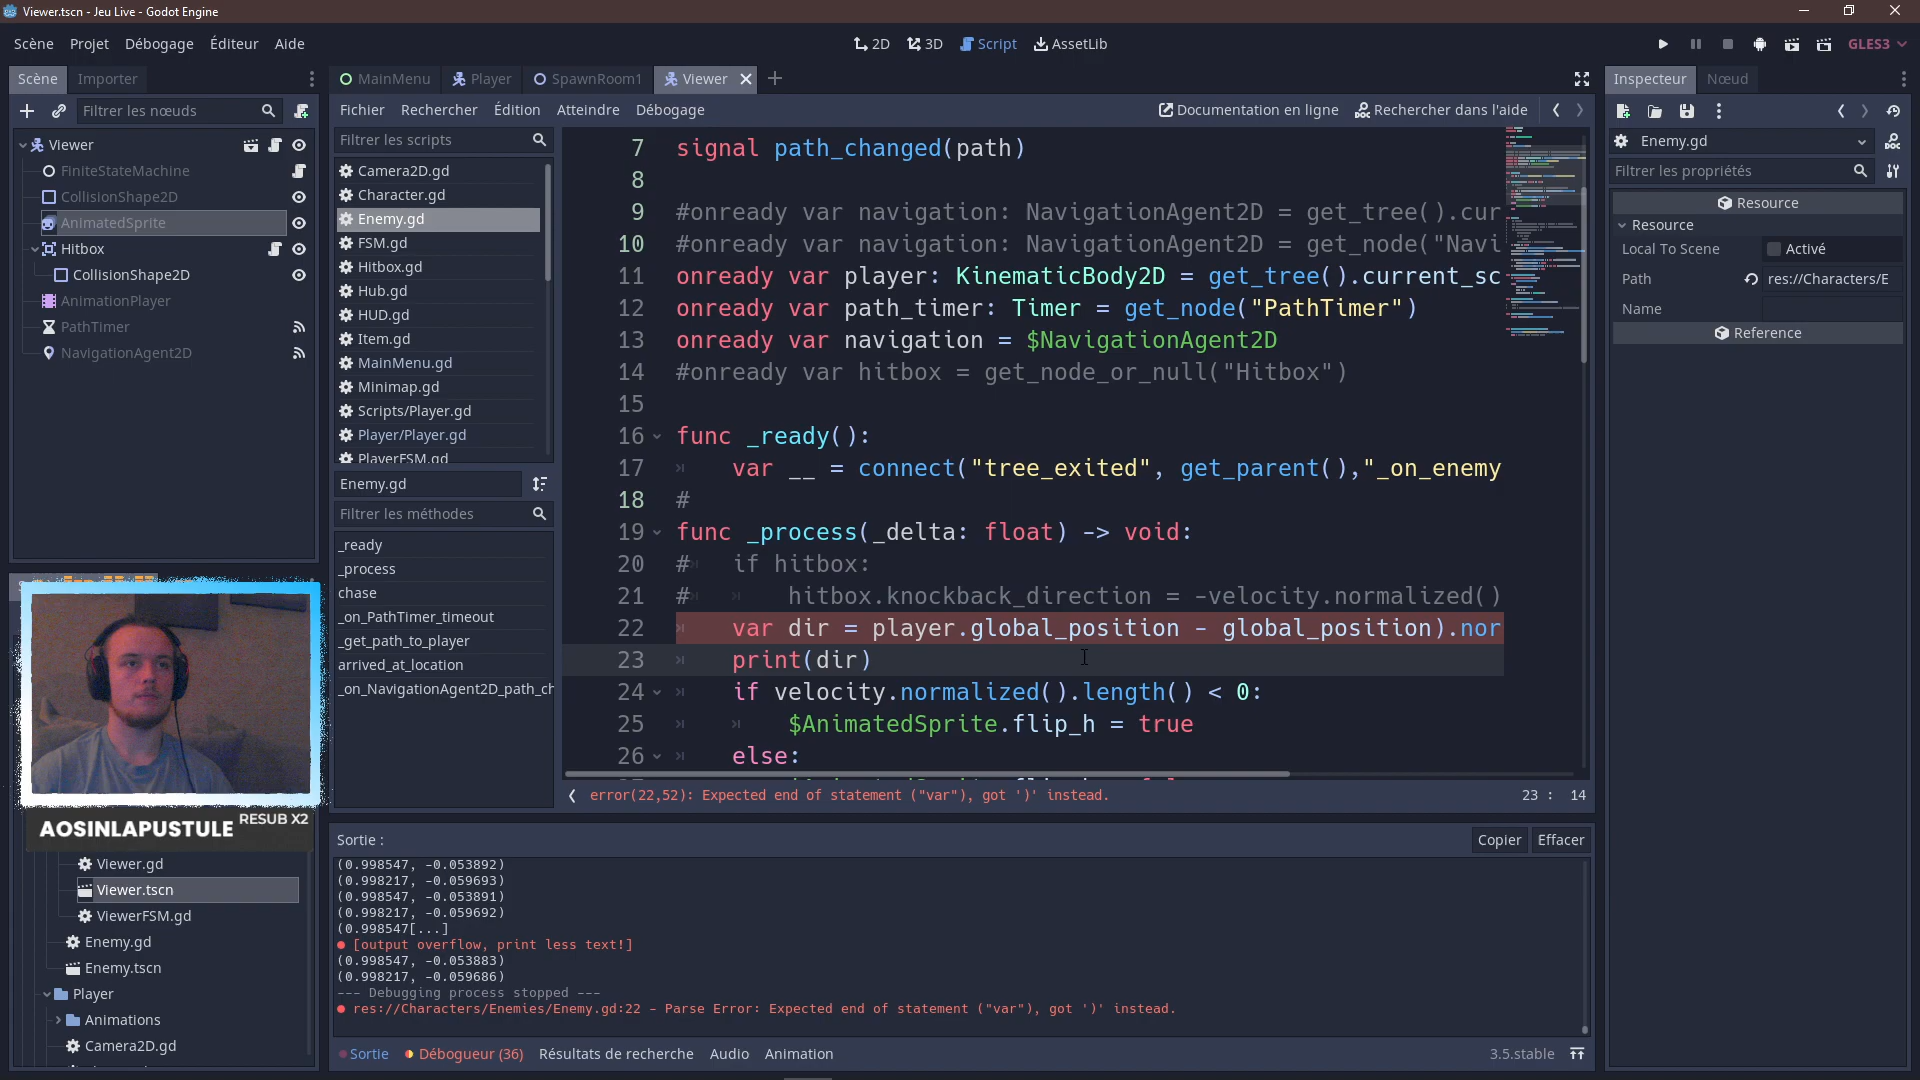 Viewer.tscn - Jeu Live - Godot Engine
Scène Projet Débogage Éditeur Aide
2D 3D Script AssetLib
GLES3
Scène Importer
MainMenu Player SpawnRoom1 Viewer
Inspecteur Nœud
Filtrer les nœuds
Fichier Rechercher Édition Atteindre Débogage
Documentation en ligne Rechercher dans l'aide
Viewer
FiniteStateMachine
CollisionShape2D
AnimatedSprite
Hitbox
CollisionShape2D
AnimationPlayer
PathTimer
NavigationAgent2D
Filtrer les scripts
Camera2D.gd
Character.gd
Enemy.gd
FSM.gd
Hitbox.gd
Hub.gd
HUD.gd
Item.gd
MainMenu.gd
Minimap.gd
Scripts/Player.gd
Player/Player.gd
PlayerFSM.gd
Enemy.gd
Filtrer les méthodes
_ready
_process
chase
_on_PathTimer_timeout
_get_path_to_player
arrived_at_location
_on_NavigationAgent2D_path_ch
7 signal path_changed(path)
8
9 #onready var navigation: NavigationAgent2D = get_tree().cur
10 #onready var navigation: NavigationAgent2D = get_node("Navi
11 onready var player: KinematicBody2D = get_tree().current_sc
12 onready var path_timer: Timer = get_node("PathTimer")
13 onready var navigation = $NavigationAgent2D
14 #onready var hitbox = get_node_or_null("Hitbox")
15
16 func _ready():
17 var __ = connect("tree_exited", get_parent(),"_on_enemy
18 #
19 func _process(_delta: float) -> void:
20 # if hitbox:
21 # hitbox.knockback_direction = -velocity.normalized()
22 var dir = player.global_position - global_position).nor
23 print(dir)
24 if velocity.normalized().length() < 0:
25 $AnimatedSprite.flip_h = true
26 else:
error(22,52): Expected end of statement ("var"), got ')' instead.
23 : 14
Enemy.gd
Filtrer les propriétés
Resource
Resource
Local To Scene Activé
Path res://Characters/E
Name
Reference
AOSINLAPUSTULE RESUB X2
Viewer.gd
Viewer.tscn
ViewerFSM.gd
Enemy.gd
Enemy.tscn
Player
Animations
Camera2D.gd
Sortie :
Copier Effacer
(0.998547, -0.053892)
(0.998217, -0.059693)
(0.998547, -0.053891)
(0.998217, -0.059692)
(0.998547[...]
[output overflow, print less text!]
(0.998547, -0.053883)
(0.998217, -0.059686)
--- Debugging process stopped ---
res://Characters/Enemies/Enemy.gd:22 - Parse Error: Expected end of statement ("var"), got ')' instead.
Sortie Débogueur (36) Résultats de recherche Audio Animation
3.5.stable